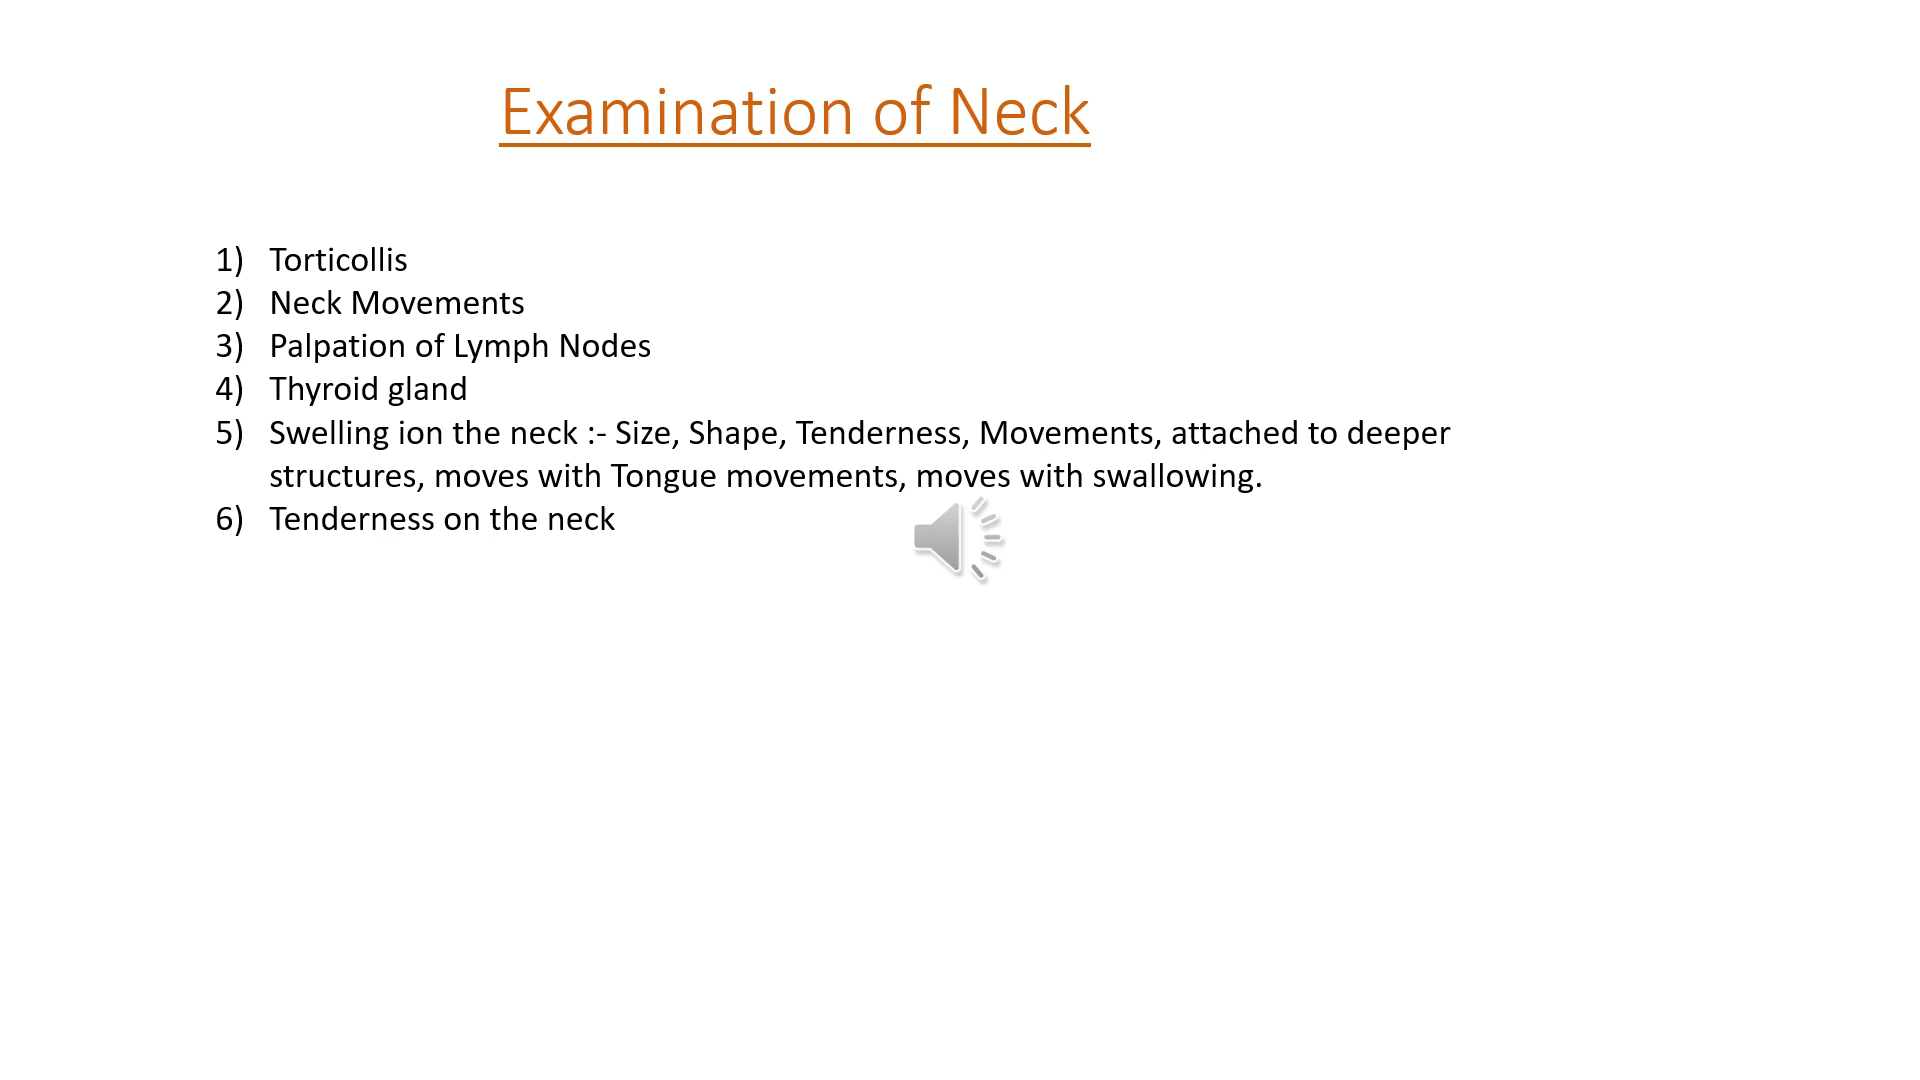 Examination of Neck
1) Torticollis
2) Neck Movements
3) Palpation of Lymph Nodes
4) Thyroid gland
5) Swelling ion the neck :- Size, Shape, Tenderness, Movements, attached to deeper
structures, moves with Tongue movements, moves with swallowing.
6) Tenderness on the neck